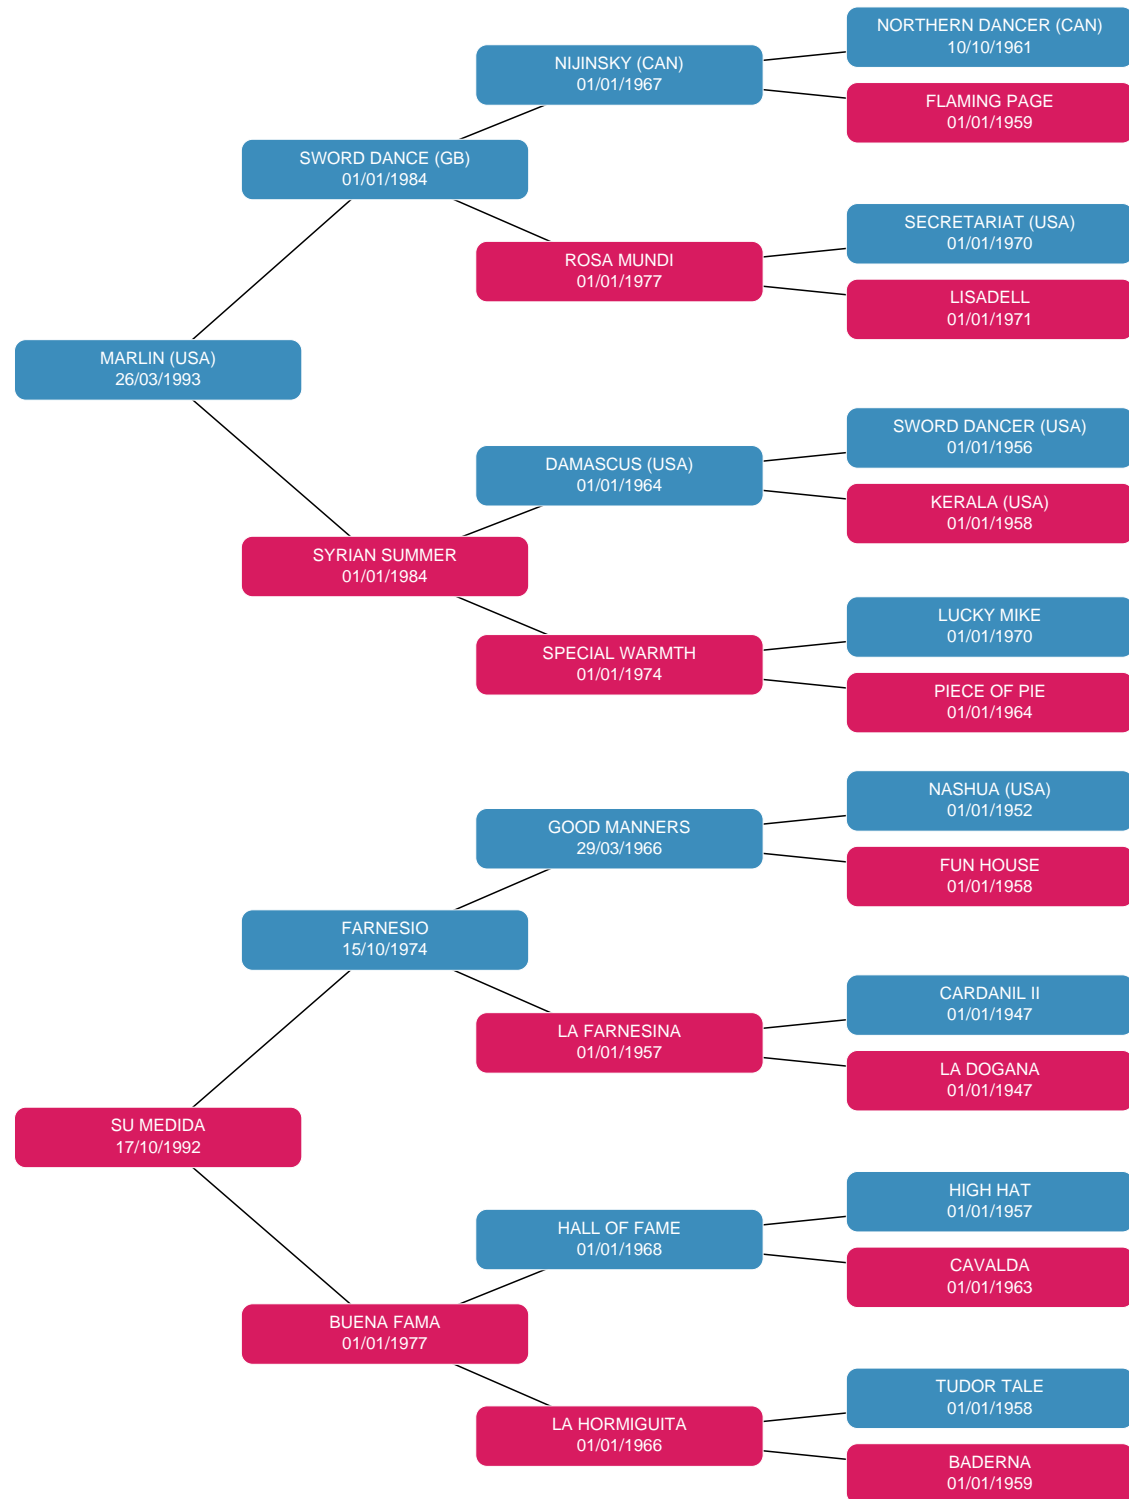 NORTHERN DANCER (CAN)
10/10/1961
NIJINSKY (CAN)
01/01/1967
FLAMING PAGE
01/01/1959
SWORD DANCE (GB)
01/01/1984
SECRETARIAT (USA)
01/01/1970
ROSA MUNDI
01/01/1977
LISADELL
01/01/1971
MARLIN (USA)
26/03/1993
SWORD DANCER (USA)
01/01/1956
DAMASCUS (USA)
01/01/1964
KERALA (USA)
01/01/1958
SYRIAN SUMMER
01/01/1984
LUCKY MIKE
01/01/1970
SPECIAL WARMTH
01/01/1974
PIECE OF PIE
01/01/1964
NASHUA (USA)
01/01/1952
GOOD MANNERS
29/03/1966
FUN HOUSE
01/01/1958
FARNESIO
15/10/1974
CARDANIL II
01/01/1947
LA FARNESINA
01/01/1957
LA DOGANA
01/01/1947
SU MEDIDA
17/10/1992
HIGH HAT
01/01/1957
HALL OF FAME
01/01/1968
CAVALDA
01/01/1963
BUENA FAMA
01/01/1977
TUDOR TALE
01/01/1958
LA HORMIGUITA
01/01/1966
BADERNA
01/01/1959